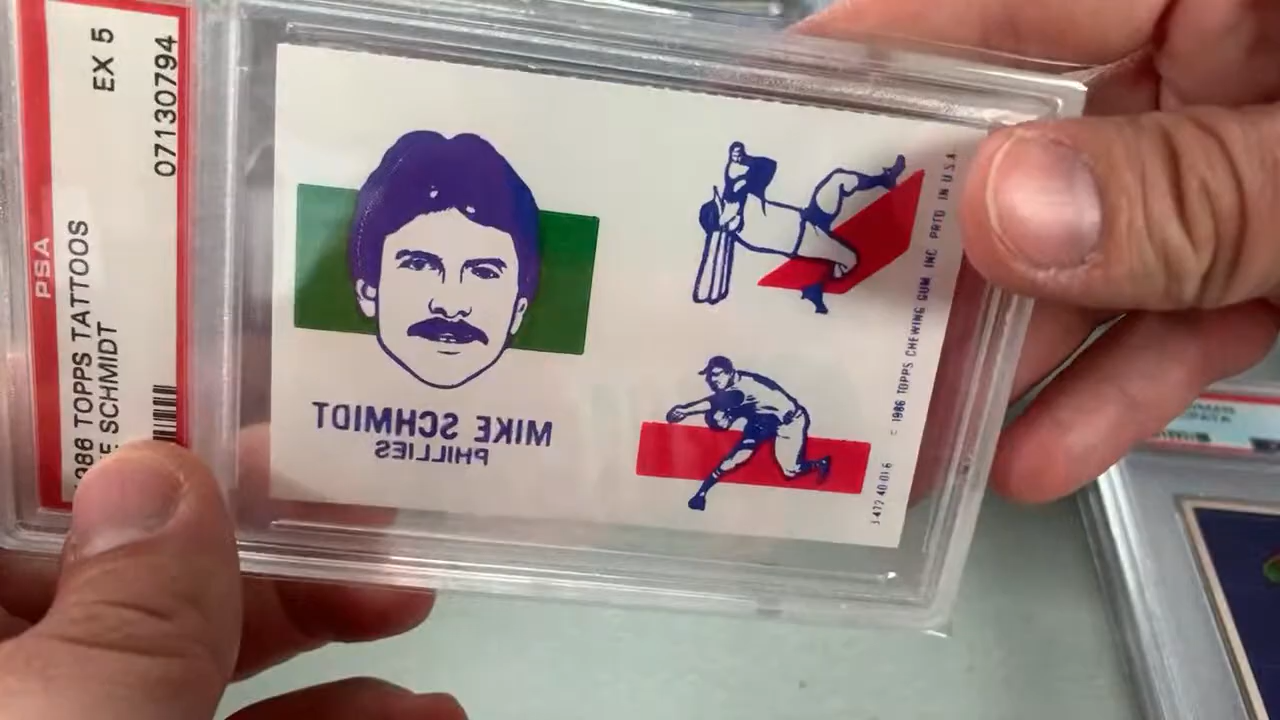 PSA
EX 5
07130794
986 TOPPS TATTOOS
E SCHMIDT
MIKE SCHMIDT
PHILLIES
© 1986 TOPPS CHEWING GUM INC PRTD IN U.S.A.